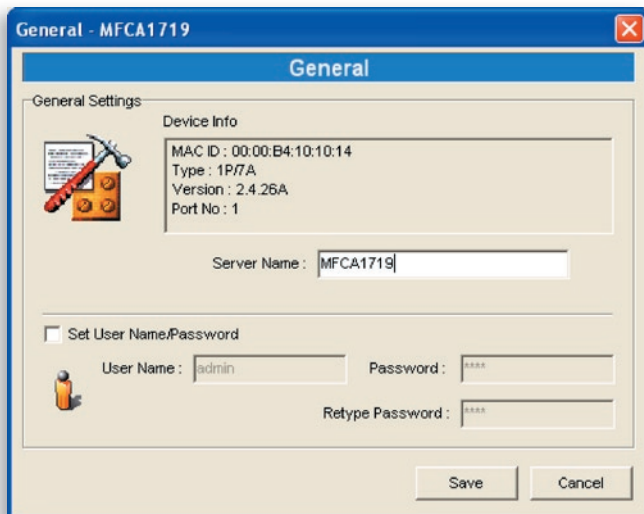 General - MFCA1719
General
General Settings
Device Info
MAC ID : 00:00:B4:10:10:14
Type : 1P/7A
Version : 2.4.26A
Port No : 1
Server Name : MFCA1719
Set User Name/Password
User Name : admin Password : ****
Retype Password : ****
Save Cancel